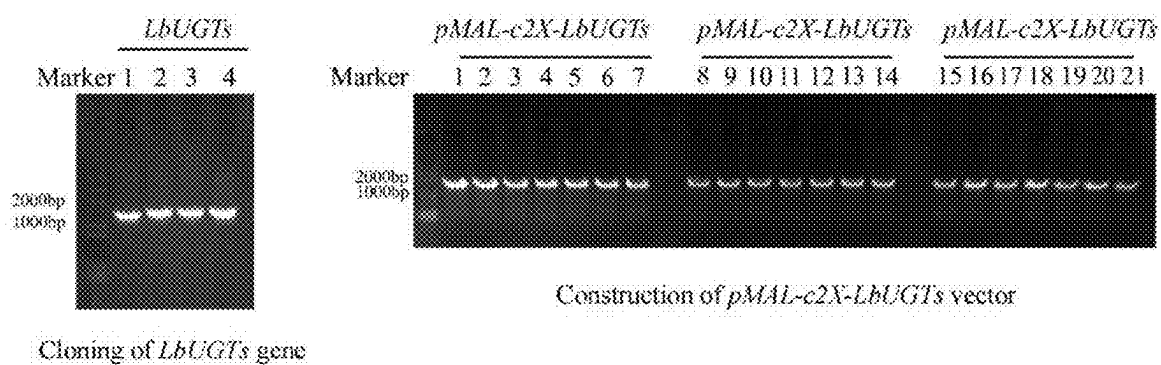 LbUGTs
Marker 1 2 3 4
2000bp
1000bp
Cloning of LbUGTs gene
pMAL-c2X-LbUGTs pMAL-c2X-LbUGTs pMAL-c2X-LbUGTs
Marker 1 2 3 4 5 6 7 8 9 10 11 12 13 14 15 16 17 18 19 20 21
2000bp
1000bp
Construction of pMAL-c2X-LbUGTs vector